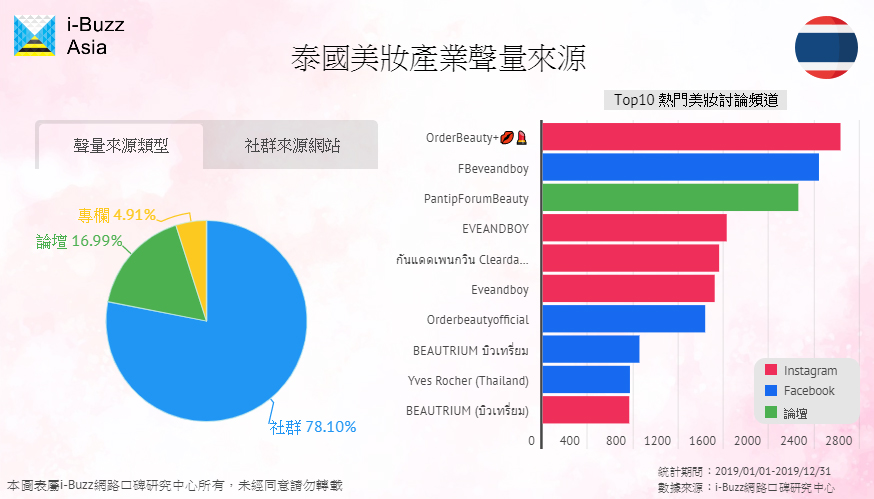 i-Buzz
Asia
泰國美妝產業聲量來源
聲量來源類型
社群來源網站
專欄 4.91%
論壇 16.99%
社群 78.10%
Top10 熱門美妝討論頻道
OrderBeauty+💋💄
FBeveandboy
PantipForumBeauty
EVEANDBOY
กันแดดเพนกวิน Clearda...
Eveandboy
Orderbeautyofficial
BEAUTRIUM บิวเทรี่ยม
Yves Rocher (Thailand)
BEAUTRIUM (บิวเทรี่ยม)
0 400 800 1200 1600 2000 2400 2800
Instagram
Facebook
論壇
統計期間：2019/01/01-2019/12/31
數據來源：i-Buzz網路口碑研究中心
本圖表屬i-Buzz網路口碑研究中心所有，未經同意請勿轉載